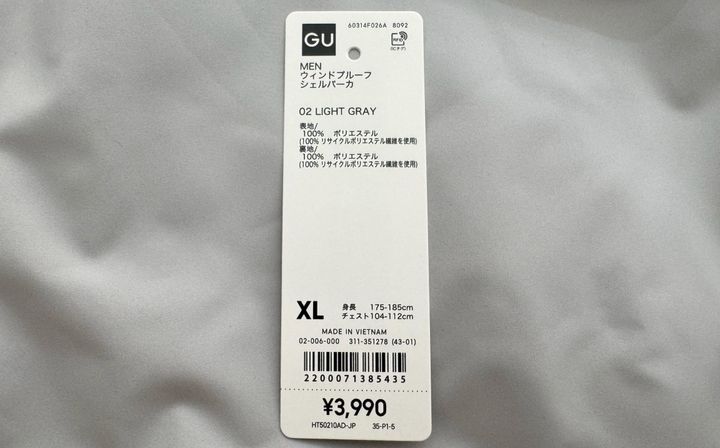 60314F026A 8092
GU
RFID
(ICタグ)
MEN
ウィンドプルーフ
シェルパーカ
02 LIGHT GRAY
表地/
100% ポリエステル
(100% リサイクルポリエステル繊維を使用)
裏地/
100% ポリエステル
(100% リサイクルポリエステル繊維を使用)
XL 身長 175-185cm
チェスト104-112cm
MADE IN VIETNAM
02-006-000 311-351278 (43-01)
2200071385435
¥3,990
HT50210AD-JP 35-P1-5